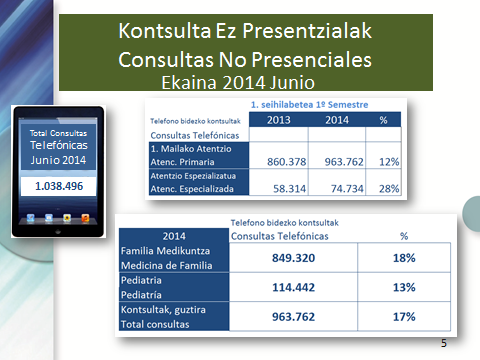 Kontsulta Ez Presentzialak
Consultas No Presenciales
Ekaina 2014 Junio
Total Consultas
Telefónicas
Junio 2014
1.038.496
1. seihilabetea 1º Semestre
Telefono bidezko kontsultak 2013 2014 %
Consultas Telefónicas
1. Mailako Atentzio
Atenc. Primaria 860.378 963.762 12%
Atentzio Espezializatua
Atenc. Especializada 58.314 74.734 28%
Telefono bidezko kontsultak
2014 Consultas Telefónicas %
Familia Medikuntza
Medicina de Familia 849.320 18%
Pediatria
Pediatría 114.442 13%
Kontsultak, guztira
Total consultas 963.762 17%
5